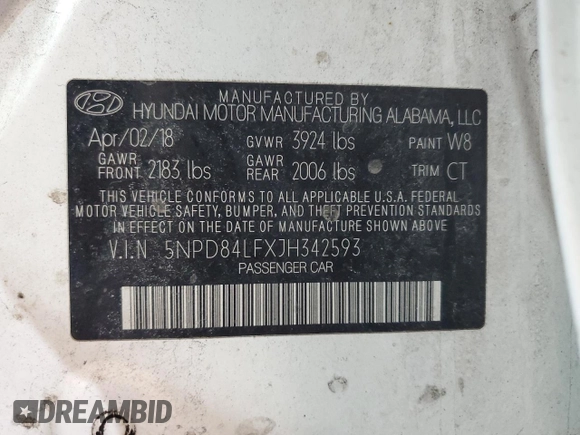 MANUFACTURED BY
HYUNDAI MOTOR MANUFACTURING ALABAMA, LLC
Apr/02/18 GVWR 3924 lbs PAINT W8
GAWR FRONT 2183 lbs GAWR REAR 2006 lbs TRIM CT
THIS VEHICLE CONFORMS TO ALL APPLICABLE U.S.A. FEDERAL
MOTOR VEHICLE SAFETY, BUMPER, AND THEFT PREVENTION STANDARDS
IN EFFECT ON THE DATE OF MANUFACTURE SHOWN ABOVE.
V.I.N. 5NPD84LFXJH342593
PASSENGER CAR
DREAMBID